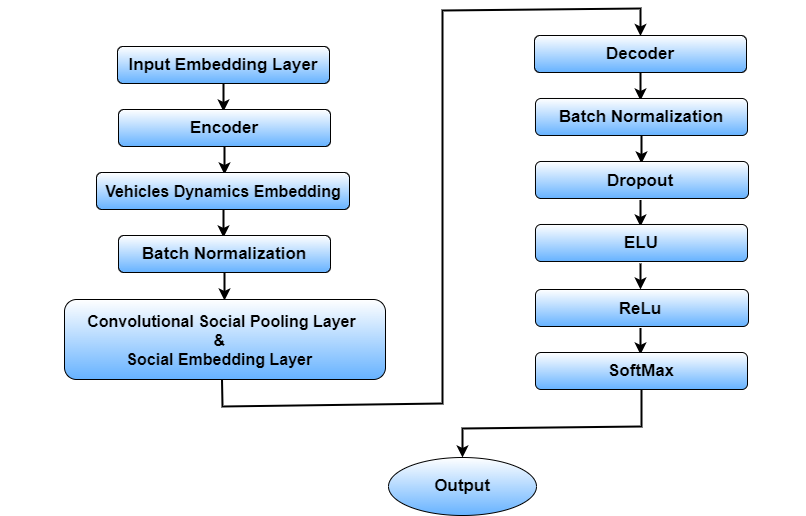 Input Embedding Layer
Encoder
Vehicles Dynamics Embedding
Batch Normalization
Convolutional Social Pooling Layer
&
Social Embedding Layer
Decoder
Batch Normalization
Dropout
ELU
ReLu
SoftMax
Output